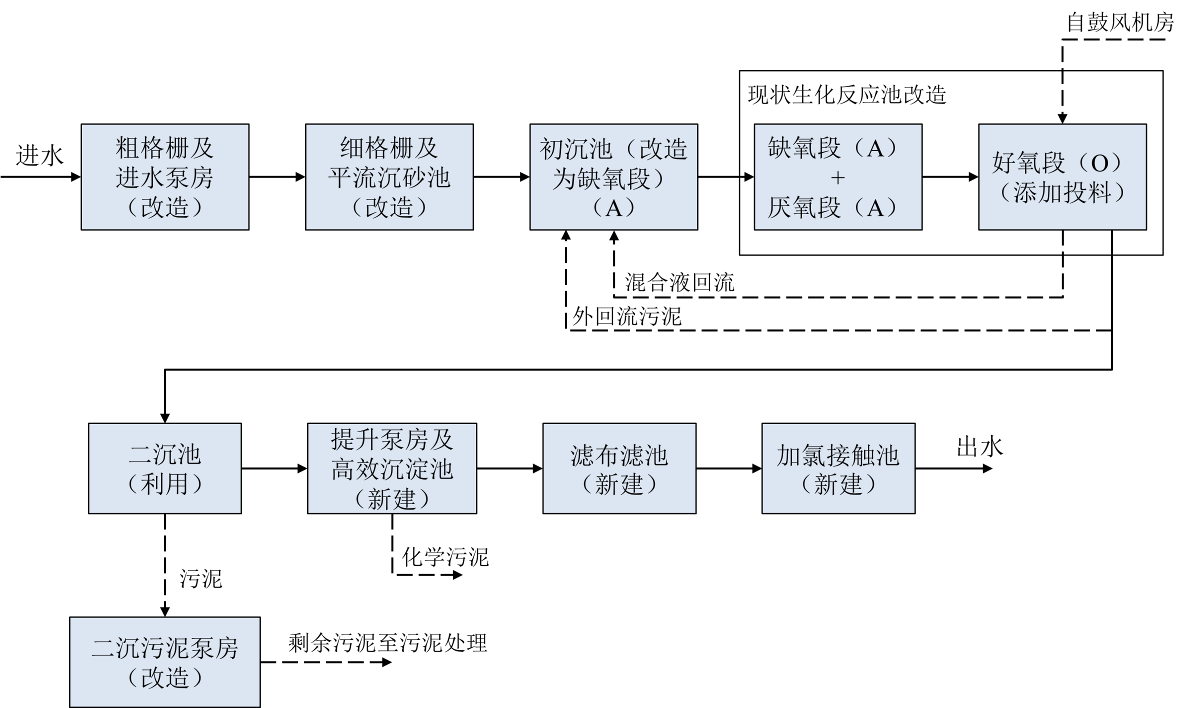 自鼓风机房
现状生化反应池改造
进水
粗格栅及
进水泵房
（改造）
细格栅及
平流沉砂池
（改造）
初沉池（改造
为缺氧段）
（A）
缺氧段（A）
+
厌氧段（A）
好氧段（O）
（添加投料）
混合液回流
外回流污泥
二沉池
（利用）
提升泵房及
高效沉淀池
（新建）
滤布滤池
（新建）
加氯接触池
（新建）
出水
污泥
化学污泥
二沉污泥泵房
（改造）
剩余污泥至污泥处理